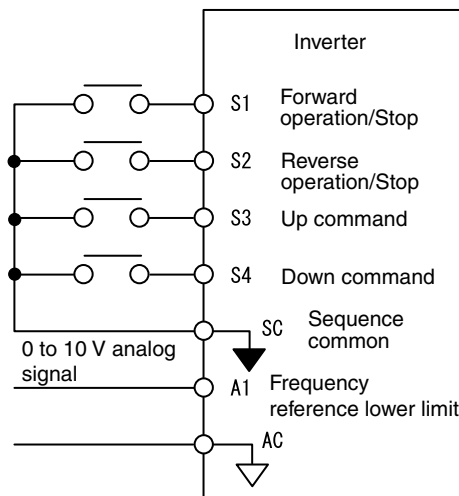 Inverter
S1 Forward
operation/Stop
S2 Reverse
operation/Stop
S3 Up command
S4 Down command
SC Sequence
common
0 to 10 V analog
signal
A1 Frequency
reference lower limit
AC